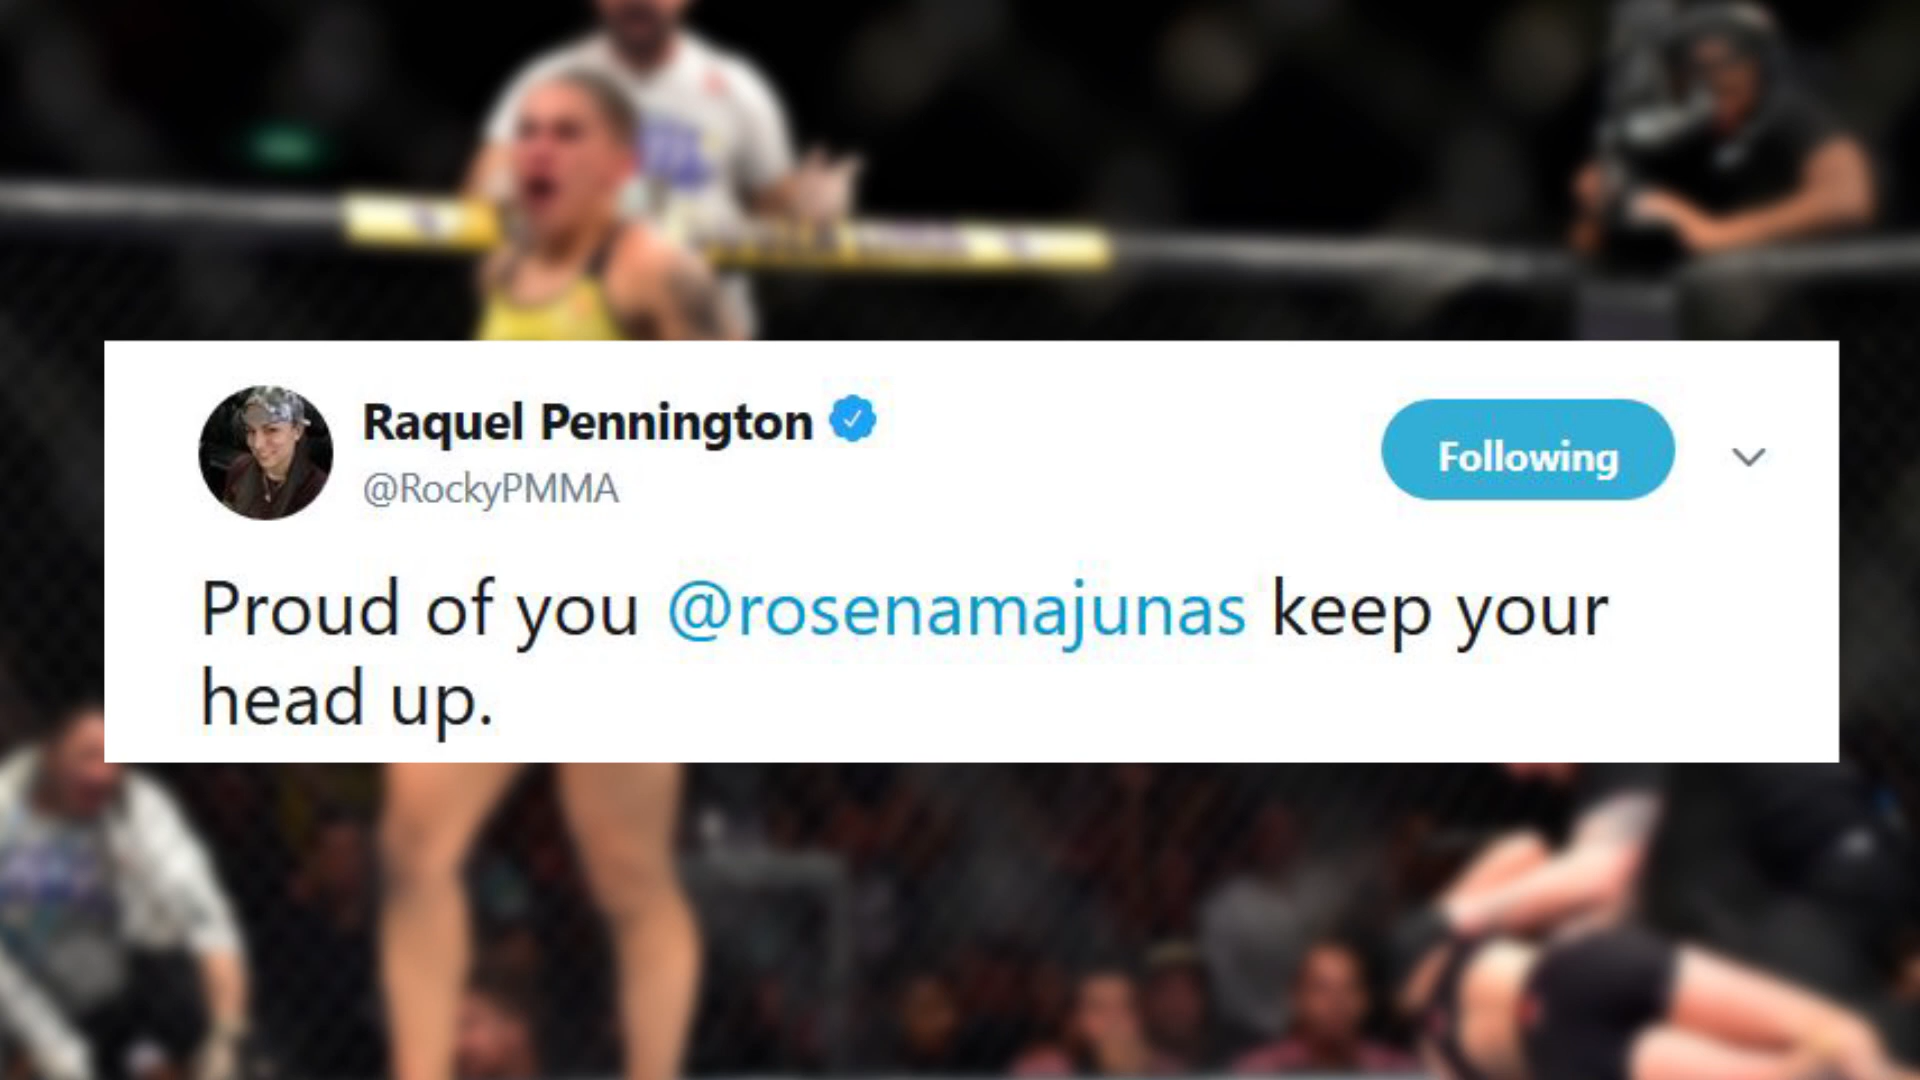 Raquel Pennington
@RockyPMMA
Following
Proud of you @rosenamajunas keep your
head up.